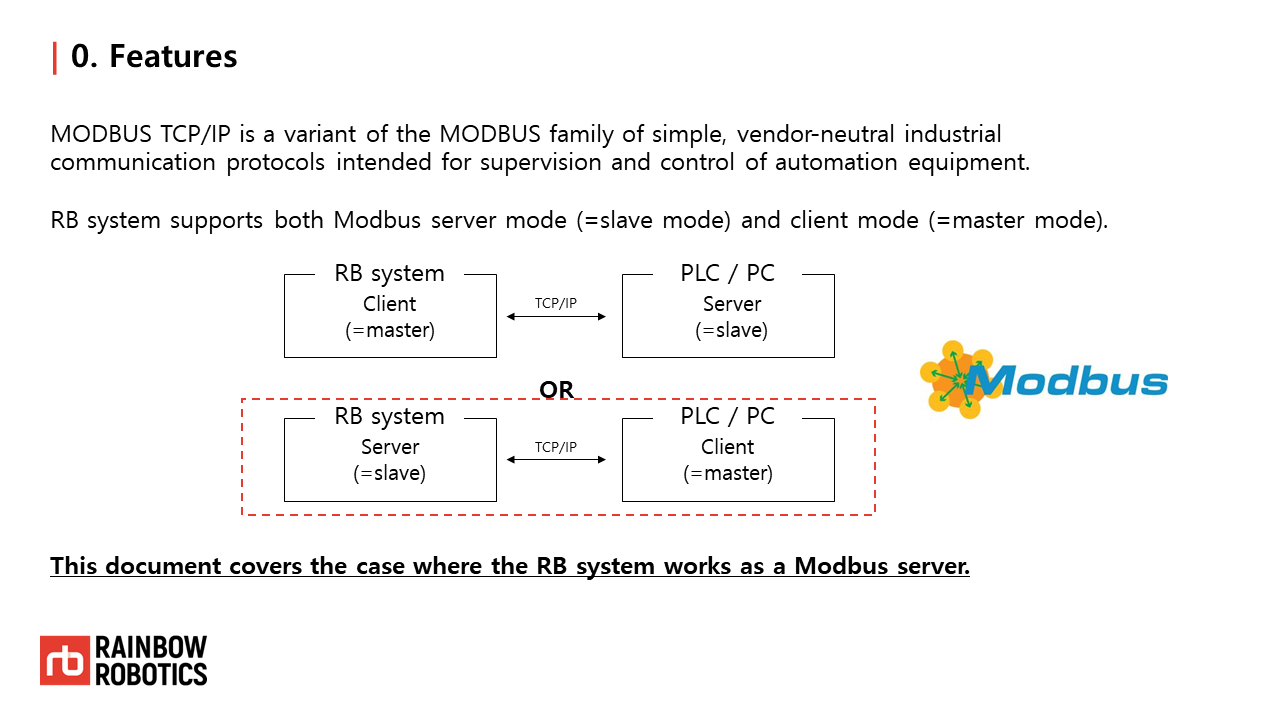 0. Features
MODBUS TCP/IP is a variant of the MODBUS family of simple, vendor-neutral industrial
communication protocols intended for supervision and control of automation equipment.
RB system supports both Modbus server mode (=slave mode) and client mode (=master mode).
RB system
Client
(=master)
TCP/IP
PLC / PC
Server
(=slave)
OR
RB system
Server
(=slave)
TCP/IP
PLC / PC
Client
(=master)
Modbus
This document covers the case where the RB system works as a Modbus server.
rb
RAINBOW
ROBOTICS